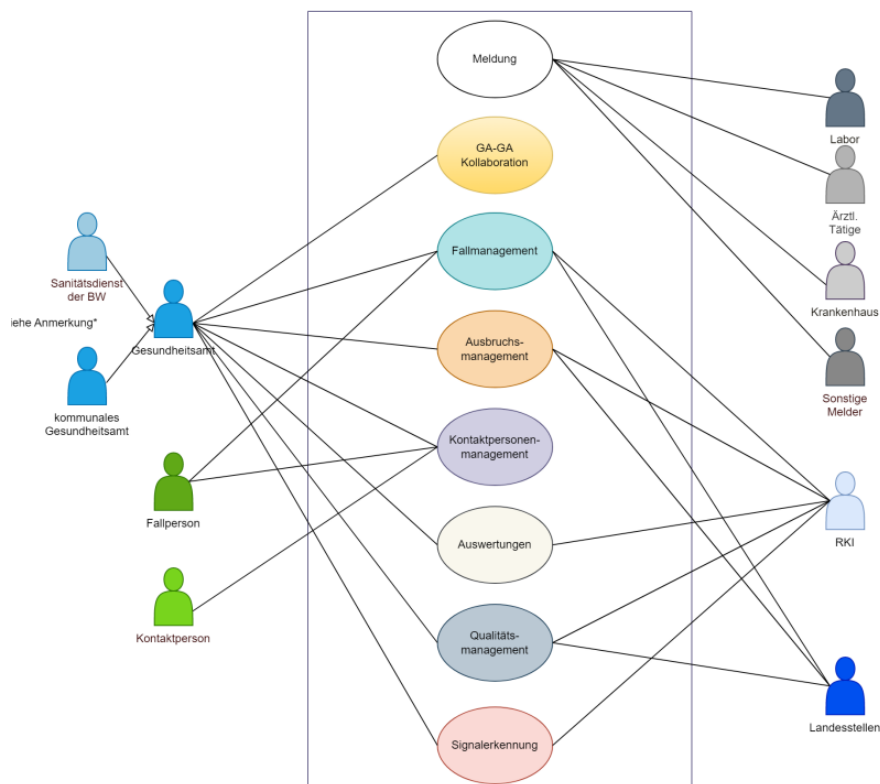 Meldung
GA-GA
Kollaboration
Fallmanagement
Ausbruchs-
management
Kontaktpersonen-
management
Auswertungen
Qualitäts-
management
Signalerkennung
Sanitätsdienst
der BW
iehe Anmerkung*
Gesundheitsamt
kommunales
Gesundheitsamt
Fallperson
Kontaktperson
Labor
Ärztl.
Tätige
Krankenhaus
Sonstige
Melder
RKI
Landesstellen